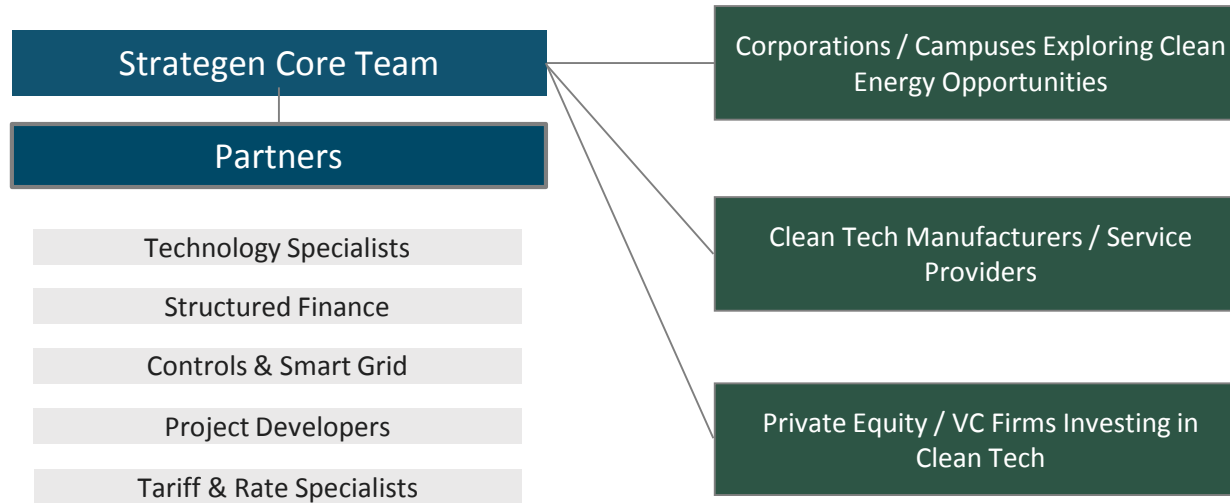 Strategen Core Team
Partners
Technology Specialists
Structured Finance
Controls & Smart Grid
Project Developers
Tariff & Rate Specialists
Corporations / Campuses Exploring Clean
Energy Opportunities
Clean Tech Manufacturers / Service
Providers
Private Equity / VC Firms Investing in
Clean Tech